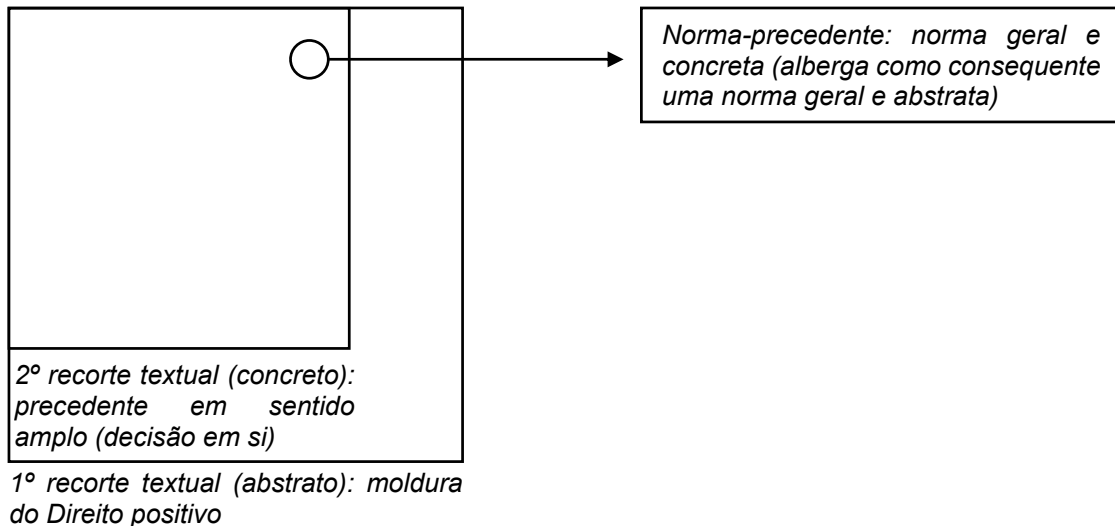 Norma-precedente: norma geral e
concreta (alberga como consequente
uma norma geral e abstrata)
2º recorte textual (concreto):
precedente em sentido
amplo (decisão em si)
1º recorte textual (abstrato): moldura
do Direito positivo